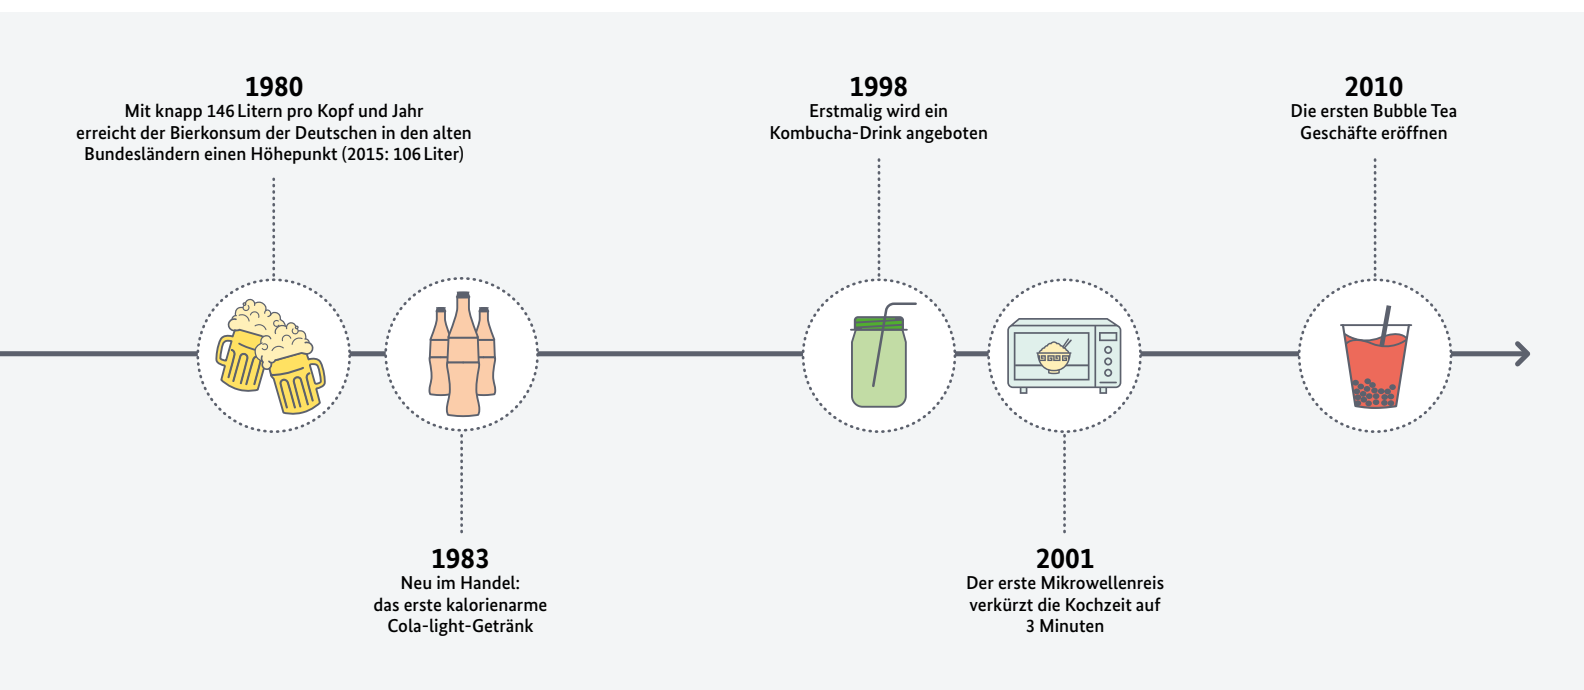 1980
Mit knapp 146 Litern pro Kopf und Jahr
erreicht der Bierkonsum der Deutschen in den alten
Bundesländern einen Höhepunkt (2015: 106 Liter)
1983
Neu im Handel:
das erste kalorienarme
Cola-light-Getränk
1998
Erstmalig wird ein
Kombucha-Drink angeboten
2001
Der erste Mikrowellenreis
verkürzt die Kochzeit auf
3 Minuten
2010
Die ersten Bubble Tea
Geschäfte eröffnen